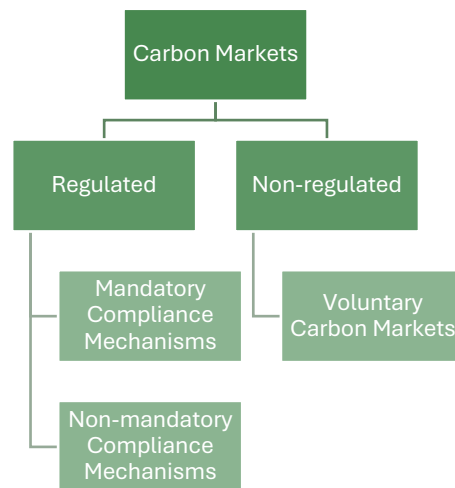 Carbon Markets
Regulated
Non-regulated
Mandatory
Compliance
Mechanisms
Voluntary
Carbon Markets
Non-mandatory
Compliance
Mechanisms